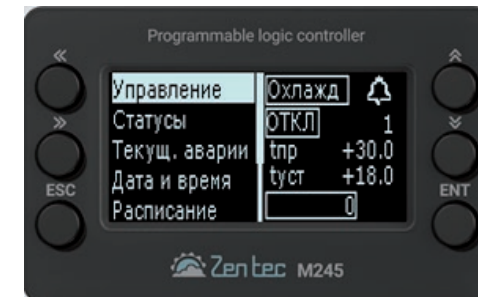 Programmable logic controller
Управление
Статусы
Текущ. аварии
Дата и время
Расписание
Охлажд
ОТКЛ 1
tпр +30.0
tуст +18.0
0
ESC
ENT
Zentec M245